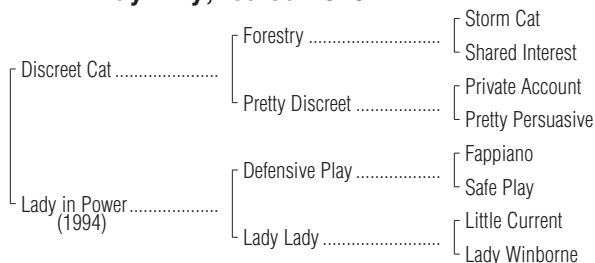 Storm Cat
Forestry ..............................
Shared Interest
Discreet Cat ........................
Private Account
Pretty Discreet ...................
Pretty Persuasive
Fappiano
Defensive Play ...................
Safe Play
Lady in Power ....................
(1994)
Little Current
Lady Lady ..........................
Lady Winborne